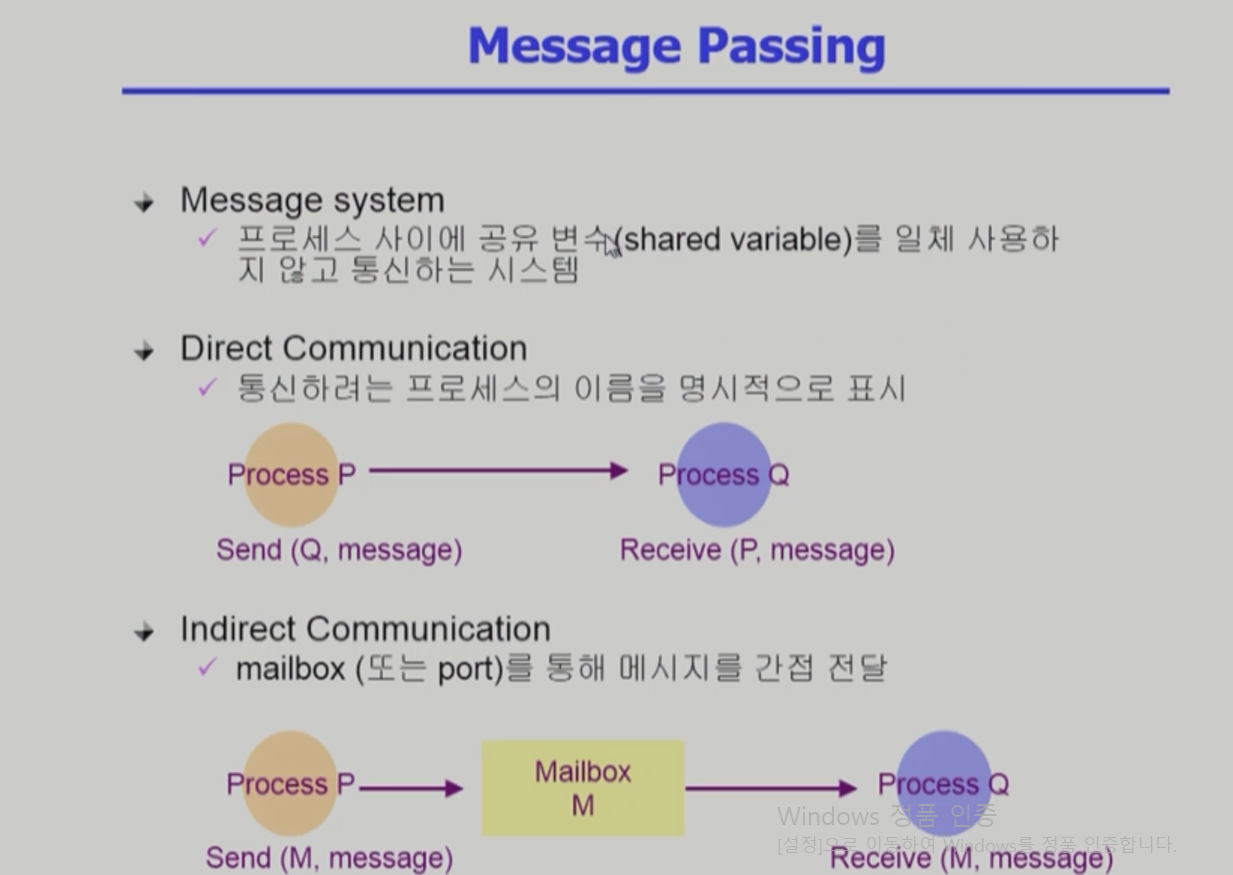 Message Passing
Message system
프로세스 사이에 공유 변수(shared variable)를 일체 사용하
지 않고 통신하는 시스템
Direct Communication
통신하려는 프로세스의 이름을 명시적으로 표시
Process P
Process Q
Send (Q, message)
Receive (P, message)
Indirect Communication
mailbox (또는 port)를 통해 메시지를 간접 전달
Process P
Mailbox
M
Process Q
Windows 정품 인증
[설정]으로 이동하여 Windows를 정품 인증합니다.
Send (M, message)
Receive (M, message)